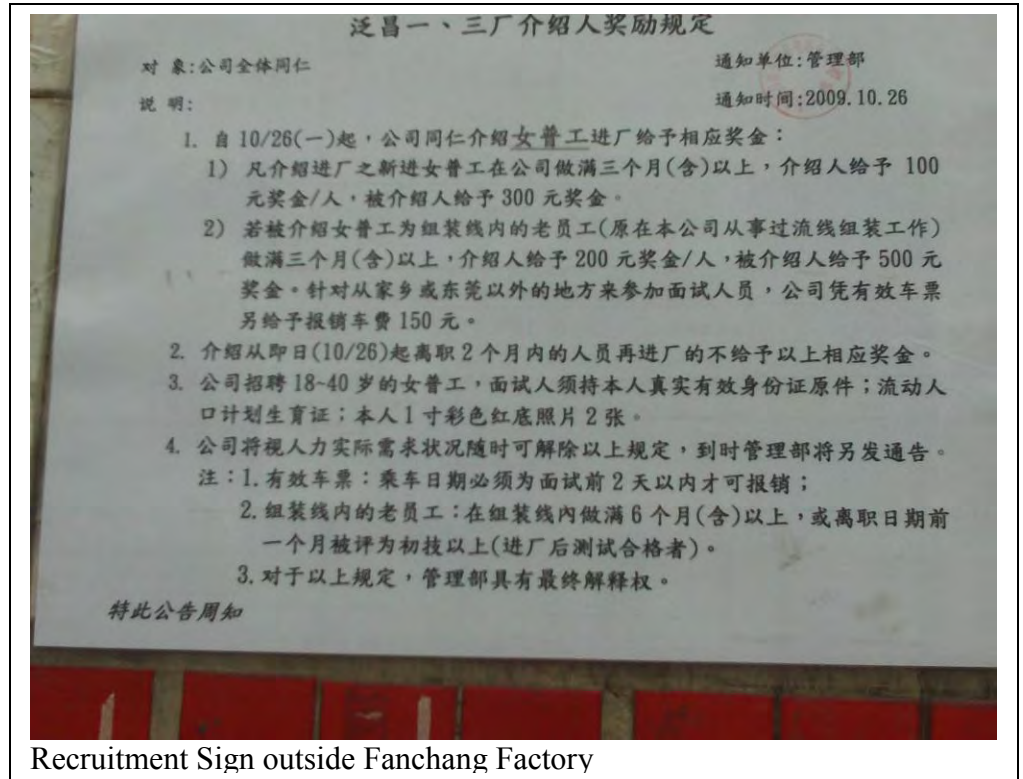 泛昌一、三厂介绍人奖励规定
对 象:公司全体同仁 通知单位:管理部
说 明: 通知时间:2009.10.26
1. 自10/26(一)起，公司同仁介绍女普工进厂给予相应奖金：
1) 凡介绍进厂之新进女普工在公司做满三个月(含)以上，介绍人给予 100
元奖金/人，被介绍人给予 300 元奖金。
2) 若被介绍女普工为组装线内的老员工(原在本公司从事过流线组装工作)
做满三个月(含)以上，介绍人给予 200 元奖金/人，被介绍人给予 500 元
奖金。针对从家乡或东莞以外的地方来参加面试人员，公司凭有效车票
另给予报销车费 150 元。
2. 介绍从即日(10/26)起离职 2 个月内的人员再进厂的不给予以上相应奖金。
3. 公司招聘 18~40 岁的女普工，面试人须持本人真实有效身份证原件；流动人
口计划生育证；本人 1 寸彩色红底照片 2 张。
4. 公司将视人力实际需求状况随时可解除以上规定，到时管理部将另发通告。
注：1.有效车票：乘车日期必须为面试前 2 天以内才可报销；
2.组装线内的老员工：在组装线內做满 6 个月(含)以上，或离职日期前
一个月被评为初技以上(进厂后测试合格者)。
3.对于以上规定，管理部具有最终解释权。
特此公告周知
Recruitment Sign outside Fanchang Factory